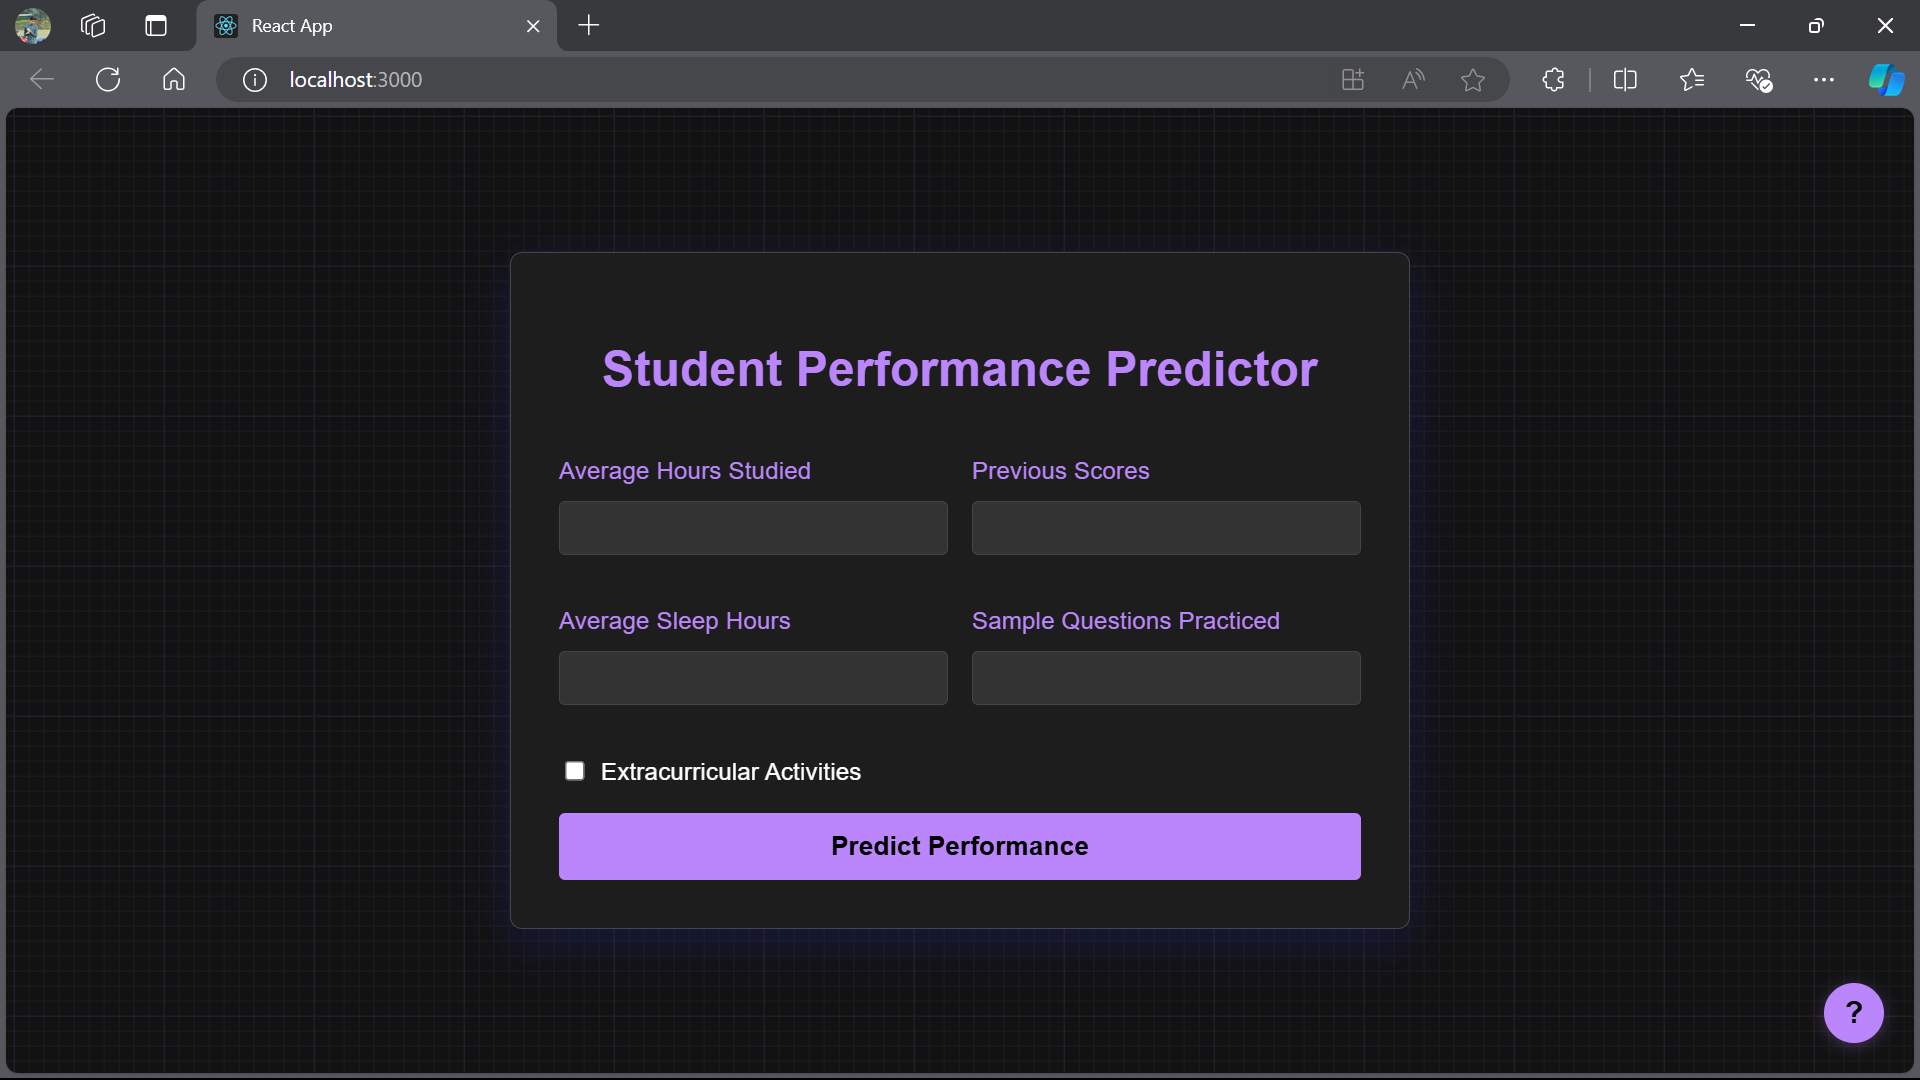 React App
localhost:3000
Student Performance Predictor
Average Hours Studied
Previous Scores
Average Sleep Hours
Sample Questions Practiced
Extracurricular Activities
Predict Performance
?